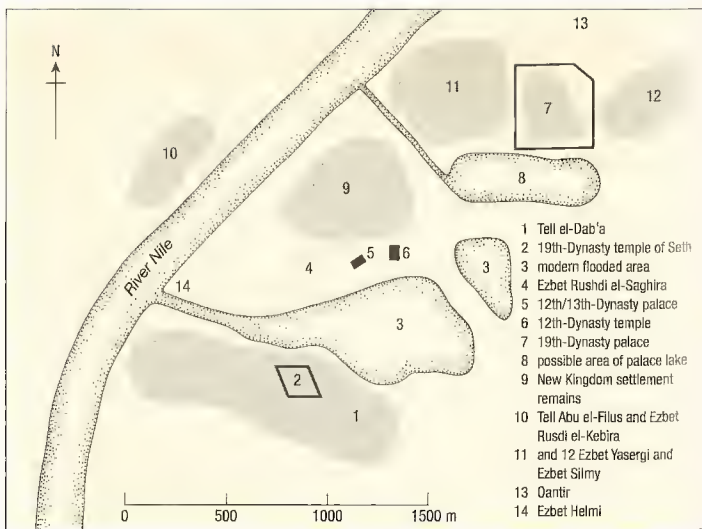 N
13
11
7
12
10
8
9
5
6
4
3
River Nile
14
3
2
1
1 Tell el-Dab'a
2 19th-Dynasty temple of Seth
3 modern flooded area
4 Ezbet Rushdi el-Saghira
5 12th/13th-Dynasty palace
6 12th-Dynasty temple
7 19th-Dynasty palace
8 possible area of palace lake
9 New Kingdom settlement
remains
10 Tell Abu el-Filus and Ezbet
Rusdi el-Kebira
11 and 12 Ezbet Yasergi and
Ezbet Silmy
13 Qantir
14 Ezbet Helmi
0 500 1000 1500 m